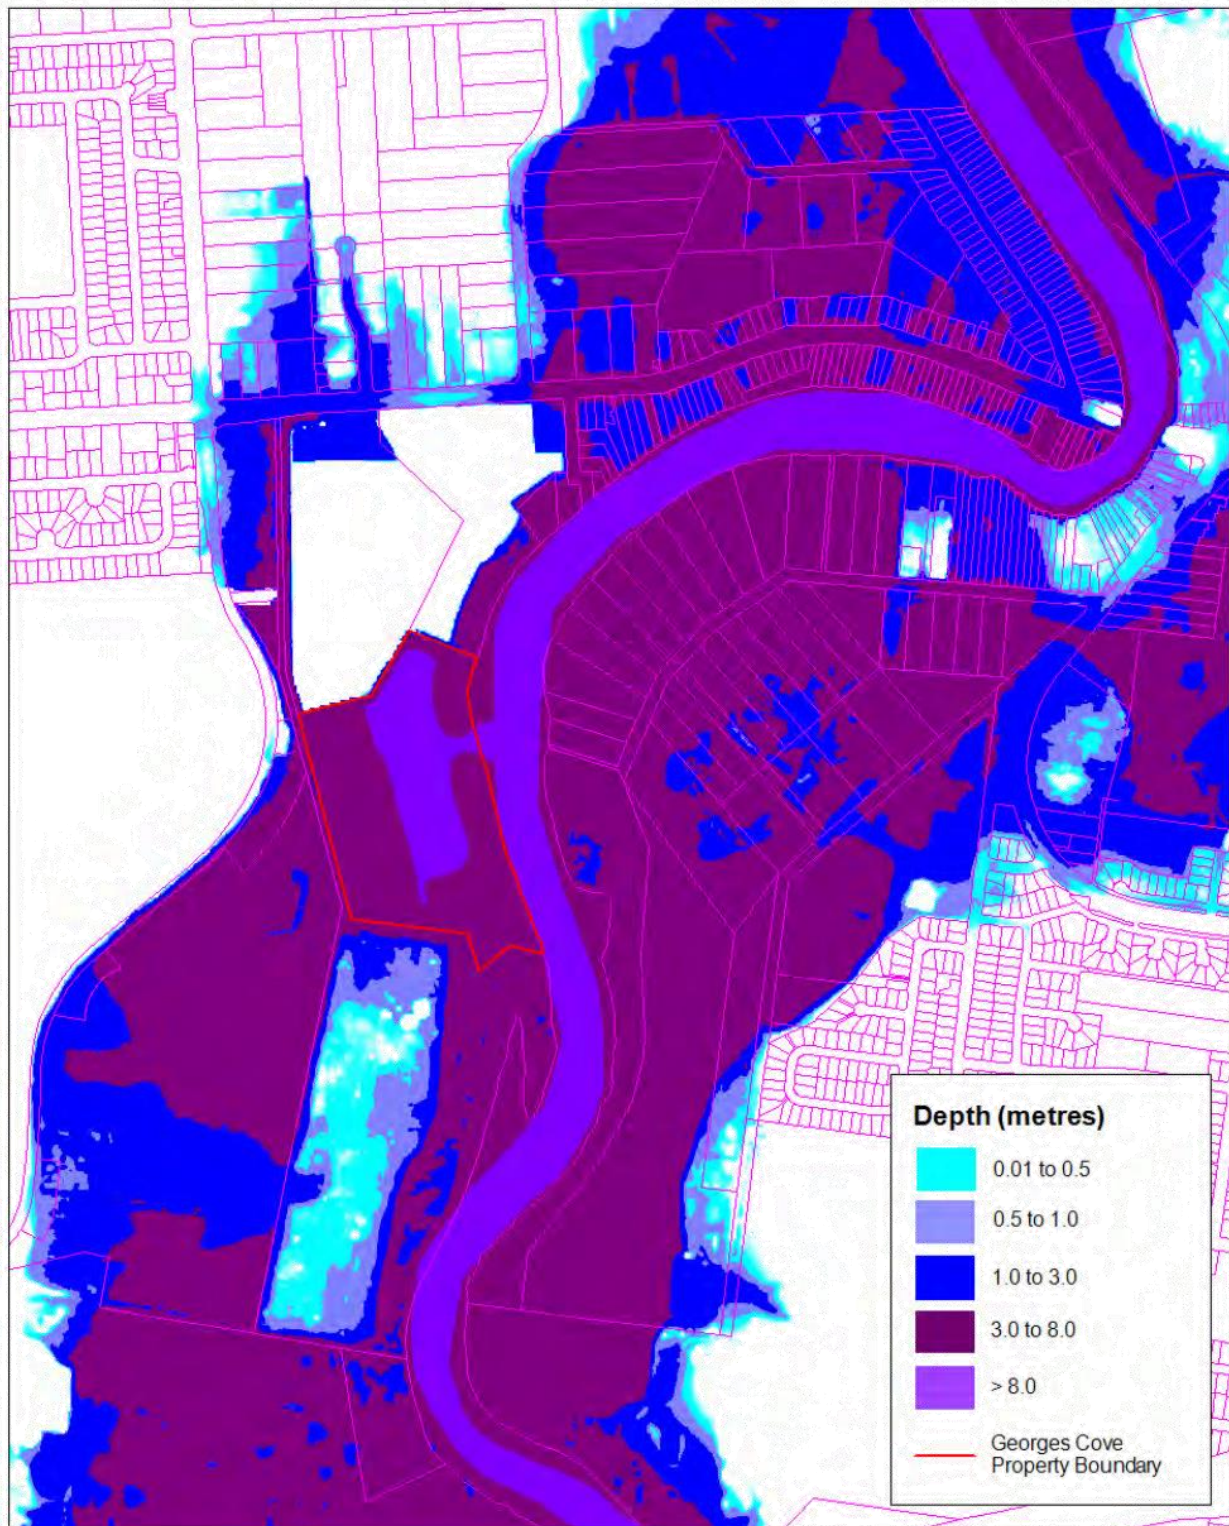 Depth (metres)
0.01 to 0.5
0.5 to 1.0
1.0 to 3.0
3.0 to 8.0
> 8.0
Georges Cove
Property Boundary